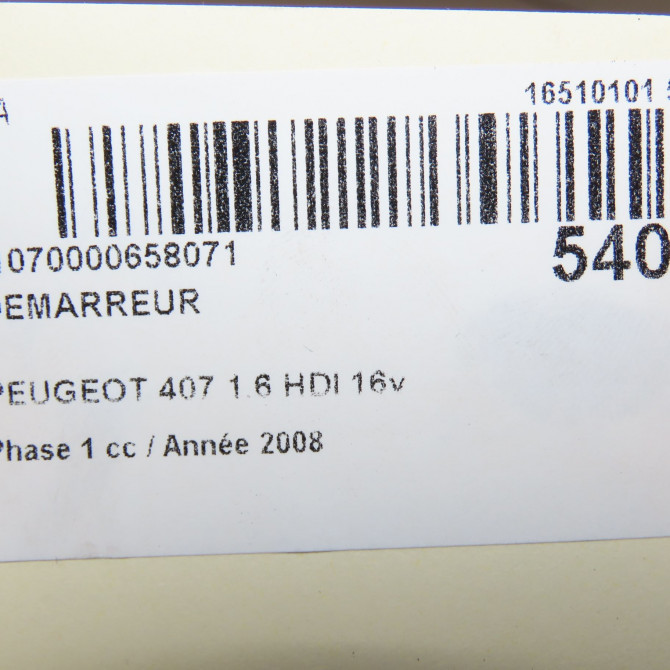 A
16510101
1070000658071
540
DEMARREUR
PEUGEOT 407 1.6 HDI 16v
Phase 1 cc / Année 2008